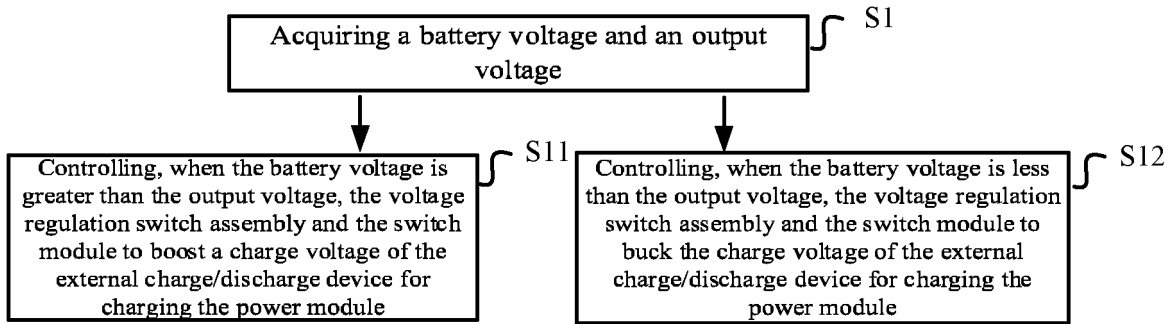 S1
Acquiring a battery voltage and an output
voltage
S11
Controlling, when the battery voltage is
greater than the output voltage, the voltage
regulation switch assembly and the switch
module to boost a charge voltage of the
external charge/discharge device for
charging the power module
S12
Controlling, when the battery voltage is less
than the output voltage, the voltage regulation
switch assembly and the switch module to
buck the charge voltage of the external
charge/discharge device for charging the
power module